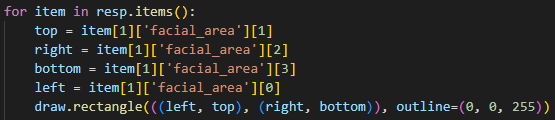 for item in resp.items():
    top = item[1]['facial_area'][1]
    right = item[1]['facial_area'][2]
    bottom = item[1]['facial_area'][3]
    left = item[1]['facial_area'][0]
    draw.rectangle(((left, top), (right, bottom)), outline=(0, 0, 255))